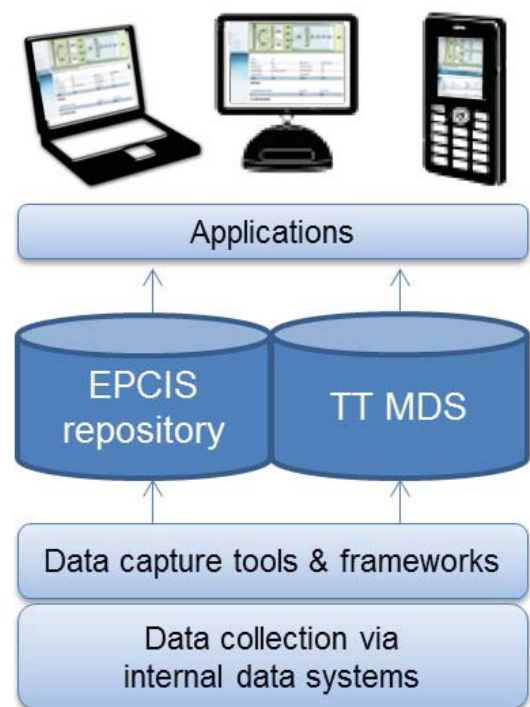 Applications
EPCIS
repository
TT MDS
Data capture tools & frameworks
Data collection via
internal data systems